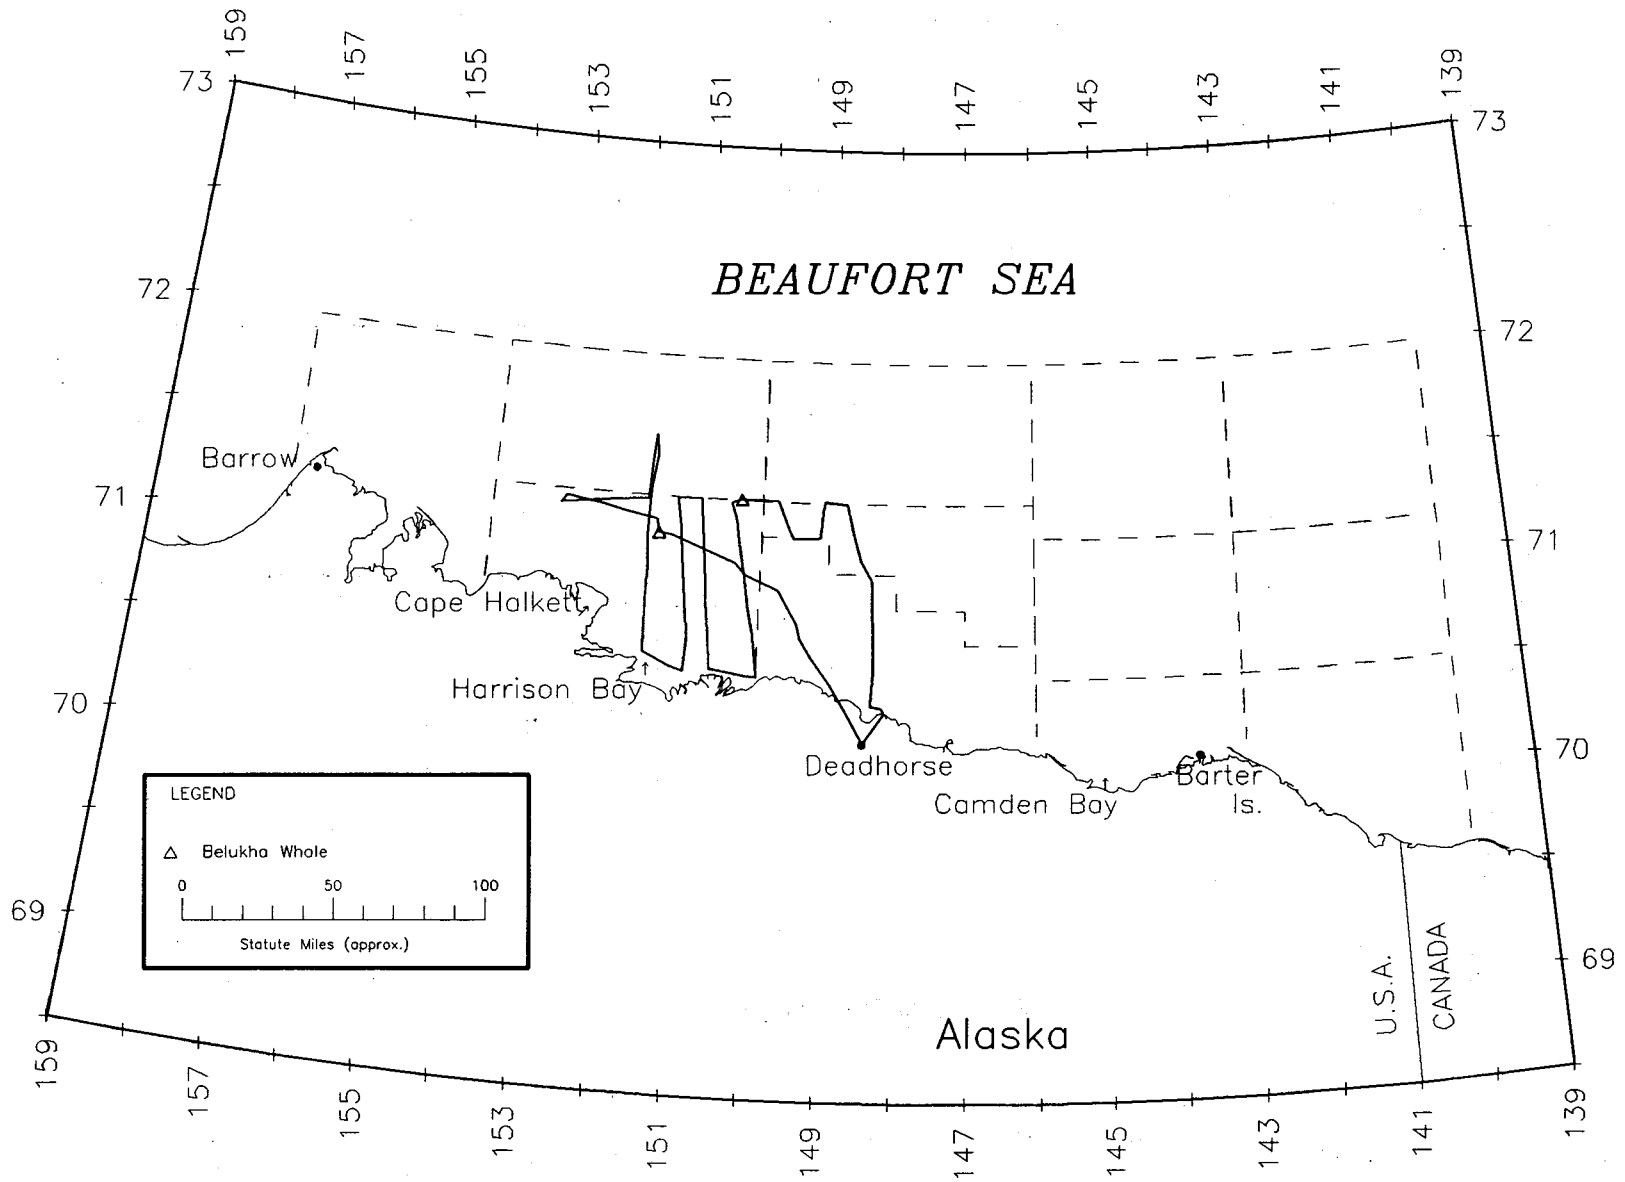 159
157
155
153
151
149
147
145
143
141
139
73
73
BEAUFORT SEA
72
72
Barrow
71
71
Cape Halkett
Harrison Bay
70
70
Deadhorse
Camden Bay
Barter
Is.
LEGEND
Belukha Whale
0 50 100
Statute Miles (approx.)
69
69
U.S.A.
CANADA
Alaska
159
157
155
153
151
149
147
145
143
141
139